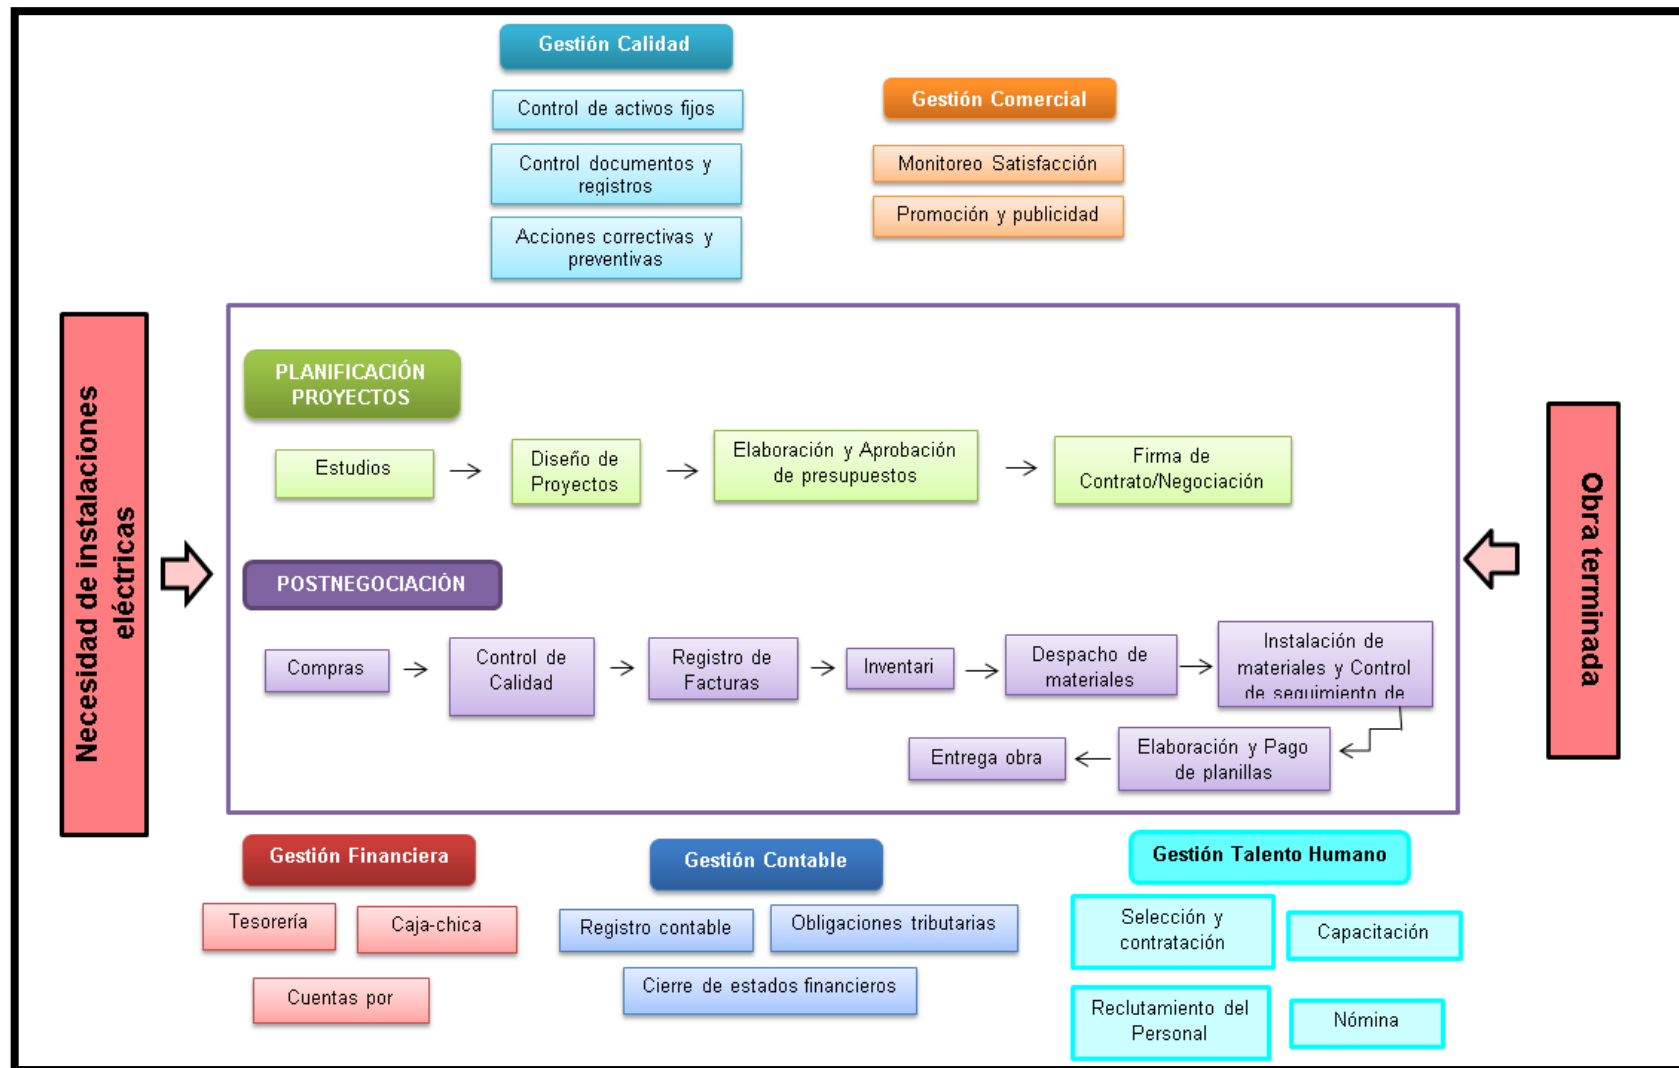 Gestión Calidad
Control de activos fijos
Control documentos y
registros
Acciones correctivas y
preventivas
Gestión Comercial
Monitoreo Satisfacción
Promoción y publicidad
Necesidad de instalaciones
eléctricas
PLANIFICACIÓN
PROYECTOS
Estudios
Diseño de
Proyectos
Elaboración y Aprobación
de presupuestos
Firma de
Contrato/Negociación
POSTNEGOCIACIÓN
Compras
Control de
Calidad
Registro de
Facturas
Inventari
Despacho de
materiales
Instalación de
materiales y Control
de seguimiento de
Elaboración y Pago
de planillas
Entrega obra
Obra terminada
Gestión Financiera
Tesorería
Caja-chica
Cuentas por
Gestión Contable
Registro contable
Obligaciones tributarias
Cierre de estados financieros
Gestión Talento Humano
Selección y
contratación
Capacitación
Reclutamiento del
Personal
Nómina